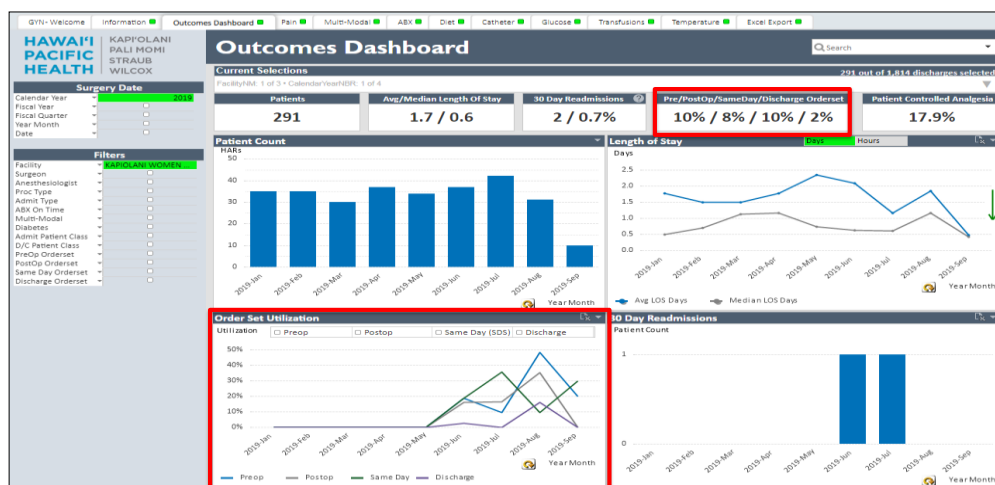 GYN- Welcome Information Outcomes Dashboard Pain Multi-Modal ABX Diet Catheter Glucose Transfusions Temperature Excel Export
HAWAI'I PACIFIC HEALTH
KAPI'OLANI
PALI MOMI
STRAUB
WILCOX
Outcomes Dashboard
Search
Current Selections
291 out of 1,814 discharges selected
FacilityNM: 1 of 3 • CalendarYearNBR: 1 of 4
Surgery Date
Calendar Year 2019
Fiscal Year
Fiscal Quarter
Year Month
Date
Filters
Facility KAPIOLANI WOMEN ...
Surgeon
Anesthesiologist
Proc Type
Admit Type
ABX On Time
Multi-Modal
Diabetes
Admit Patient Class
D/C Patient Class
PreOp Orderset
PostOp Orderset
Same Day Orderset
Discharge Orderset
Patients
291
Avg/Median Length Of Stay
1.7 / 0.6
30 Day Readmissions ?
2 / 0.7%
Pre/PostOp/SameDay/Discharge Orderset
10% / 8% / 10% / 2%
Patient Controlled Analgesia
17.9%
Patient Count
HARs
50
40
30
20
10
0
2019-Jan 2019-Feb 2019-Mar 2019-Apr 2019-May 2019-Jun 2019-Jul 2019-Aug 2019-Sep
Year Month
Length of Stay
Days Hours
Days
2.5
2.0
1.5
1.0
0.5
0.0
2019-Jan 2019-Feb 2019-Mar 2019-Apr 2019-May 2019-Jun 2019-Jul 2019-Aug 2019-Sep
Year Month
Avg LOS Days Median LOS Days
Order Set Utilization
Utilization Preop Postop Same Day (SDS) Discharge
50%
40%
30%
20%
10%
0%
2019-Jan 2019-Feb 2019-Mar 2019-Apr 2019-May 2019-Jun 2019-Jul 2019-Aug 2019-Sep
Year Month
Preop Postop Same Day Discharge
30 Day Readmissions
Patient Count
1
0
2019-Jan 2019-Feb 2019-Mar 2019-Apr 2019-May 2019-Jun 2019-Jul 2019-Aug 2019-Sep
Year Month